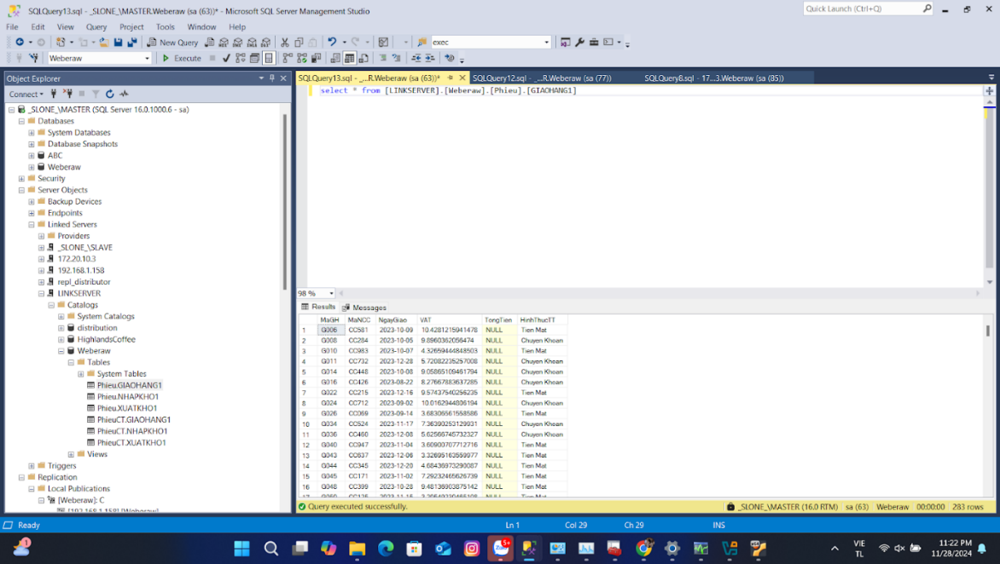 SQLQuery13.sql - _SLONE_\MASTER.Weberaw (sa (63))* - Microsoft SQL Server Management Studio
Quick Launch (Ctrl+Q)
File Edit View Query Project Tools Window Help
New Query
exec
Weberaw
Execute
Object Explorer
Connect
_SLONE_\MASTER (SQL Server 16.0.1000.6 - sa)
Databases
System Databases
Database Snapshots
ABC
Weberaw
Security
Server Objects
Backup Devices
Endpoints
Linked Servers
Providers
_SLONE_\SLAVE
172.20.10.3
192.168.1.158
repl_distributor
LINKSERVER
Catalogs
System Catalogs
distribution
HighlandsCoffee
Weberaw
Tables
System Tables
Phieu.GIAOHANG1
Phieu.NHAPKHO1
Phieu.XUATKHO1
PhieuCT.GIAOHANG1
PhieuCT.NHAPKHO1
PhieuCT.XUATKHO1
Views
Triggers
Replication
Local Publications
[Weberaw]: C
[192.168.1.158].[Weberaw]
SQLQuery13.sql - _...R.Weberaw (sa (63))* SQLQuery12.sql - _...R.Weberaw (sa (77)) SQLQuery8.sql - 17...3.Weberaw (sa (85))
select * from [LINKSERVER].[Weberaw].[Phieu].[GIAOHANG1]
98 %
Results Messages
MaGH MaNCC NgayGiao VAT TongTien HinhThucTT
1 G006 CC581 2023-10-09 10.4281215941478 NULL Tien Mat
2 G008 CC284 2023-10-05 9.8960362056474 NULL Chuyen Khoan
3 G010 CC983 2023-10-07 4.32659444848503 NULL Tien Mat
4 G011 CC732 2023-12-28 5.72082235257008 NULL Chuyen Khoan
5 G014 CC448 2023-10-08 9.05865109461794 NULL Chuyen Khoan
6 G016 CC426 2023-08-22 8.27667883637285 NULL Chuyen Khoan
7 G022 CC215 2023-12-16 9.57437540256235 NULL Tien Mat
8 G024 CC712 2023-09-02 10.0162944806194 NULL Chuyen Khoan
9 G026 CC069 2023-09-14 3.68306561558586 NULL Tien Mat
10 G034 CC524 2023-11-17 7.36390253129931 NULL Chuyen Khoan
11 G036 CC460 2023-12-08 5.62566745732327 NULL Chuyen Khoan
12 G040 CC947 2023-11-04 3.60900707712716 NULL Tien Mat
13 G043 CC637 2023-12-06 3.32695163559977 NULL Tien Mat
14 G044 CC345 2023-12-20 4.68436973290087 NULL Tien Mat
15 G045 CC171 2023-11-02 7.29232465626739 NULL Tien Mat
16 G048 CC399 2023-10-28 9.48136903875142 NULL Tien Mat
Query executed successfully.
_SLONE_\MASTER (16.0 RTM) sa (63) Weberaw 00:00:00 283 rows
Ready Ln 1 Col 29 Ch 29 INS
1
5+
VIE
TL
11:22 PM
11/28/2024